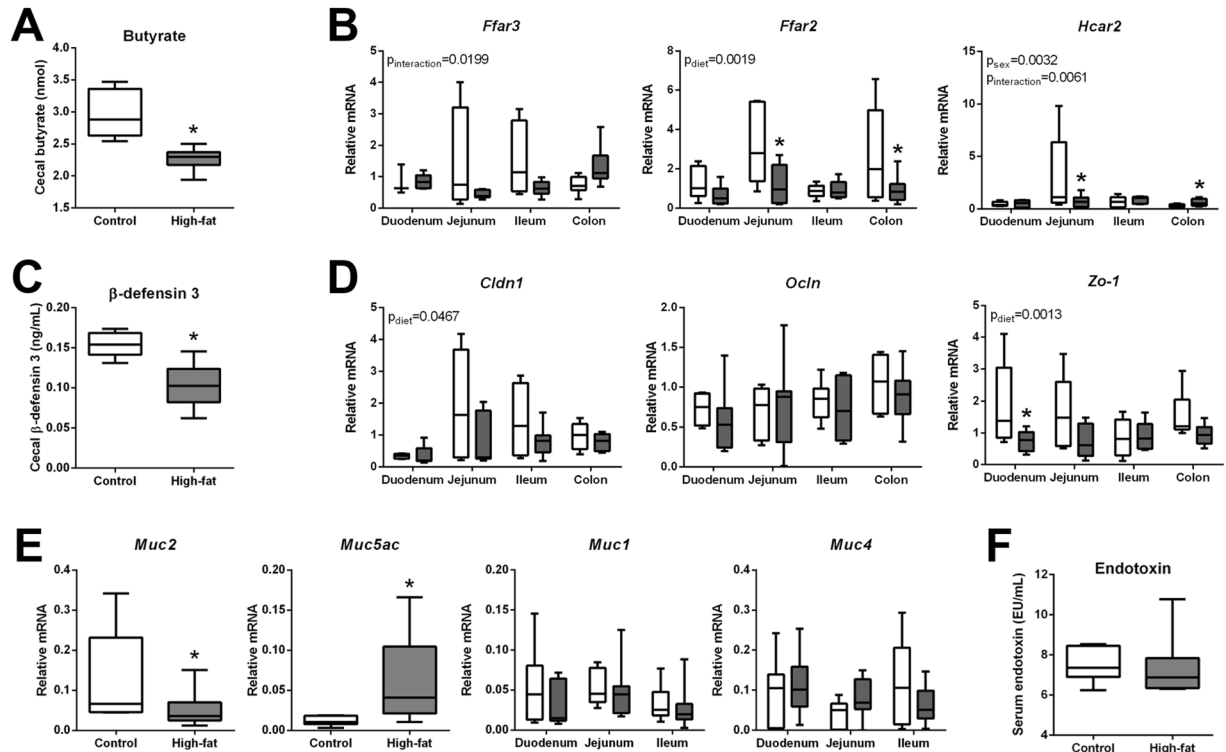 A
Butyrate
Cecal butyrate (nmol)
4.0
3.5
3.0
2.5
2.0
1.5
*
Control High-fat
B
Ffar3
p interaction=0.0199
Relative mRNA
5
4
3
2
1
0
Duodenum Jejunum Ileum Colon
Ffar2
p diet=0.0019
Relative mRNA
8
6
4
2
0
* *
Duodenum Jejunum Ileum Colon
Hcar2
p sex=0.0032
p interaction=0.0061
Relative mRNA
15
10
5
0
* *
Duodenum Jejunum Ileum Colon
C
β-defensin 3
Cecal β-defensin 3 (ng/mL)
0.20
0.15
0.10
0.05
0.00
*
Control High-fat
D
Cldn1
p diet=0.0467
Relative mRNA
5
4
3
2
1
0
Duodenum Jejunum Ileum Colon
Ocln
Relative mRNA
2.0
1.5
1.0
0.5
0.0
Duodenum Jejunum Ileum Colon
Zo-1
p diet=0.0013
Relative mRNA
5
4
3
2
1
0
*
Duodenum Jejunum Ileum Colon
E
Muc2
Relative mRNA
0.4
0.3
0.2
0.1
0.0
*
Control High-fat
Muc5ac
Relative mRNA
0.20
0.15
0.10
0.05
0.00
*
Control High-fat
Muc1
Relative mRNA
0.20
0.15
0.10
0.05
0.00
Duodenum Jejunum Ileum
Muc4
Relative mRNA
0.4
0.3
0.2
0.1
0.0
Duodenum Jejunum Ileum
F
Endotoxin
Serum endotoxin (EU/mL)
12
10
8
6
4
Control High-fat